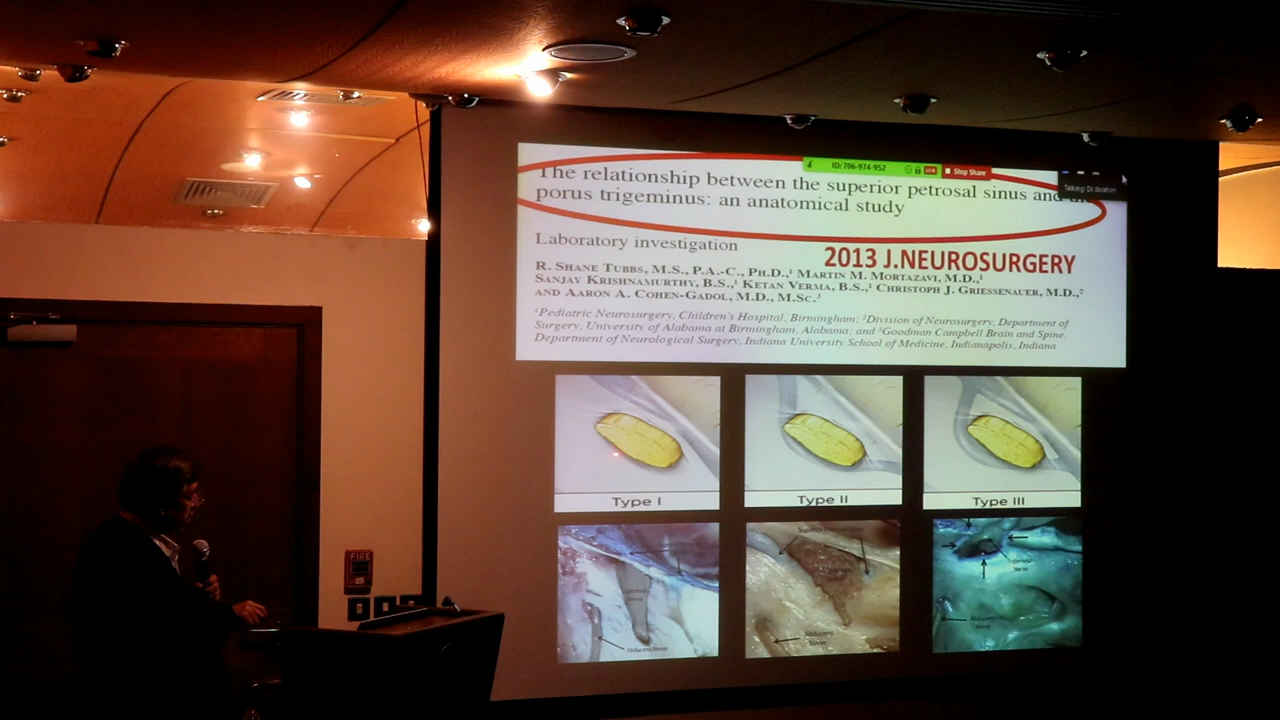 ID: 706-974-952
Stop Share
Talking: Dr.Ibrahim
The relationship between the superior petrosal sinus and the
porus trigeminus: an anatomical study
Laboratory investigation
2013 J.NEUROSURGERY
R. SHANE TUBBS, M.S., P.A.-C., PH.D.,¹ MARTIN M. MORTAZAVI, M.D.,¹
SANJAY KRISHNAMURTHY, B.S.,¹ KETAN VERMA, B.S.,¹ CHRISTOPH J. GRIESSENAUER, M.D.,²
AND AARON A. COHEN-GADOL, M.D., M.SC.³
¹Pediatric Neurosurgery, Children's Hospital, Birmingham; ²Division of Neurosurgery, Department of
Surgery, University of Alabama at Birmingham, Alabama; and ³Goodman Campbell Brain and Spine,
Department of Neurological Surgery, Indiana University School of Medicine, Indianapolis, Indiana
Type I
Type II
Type III
Nerve
Abducens Nerve
Abducens
Nerve
Nerve
Nerve
FIRE